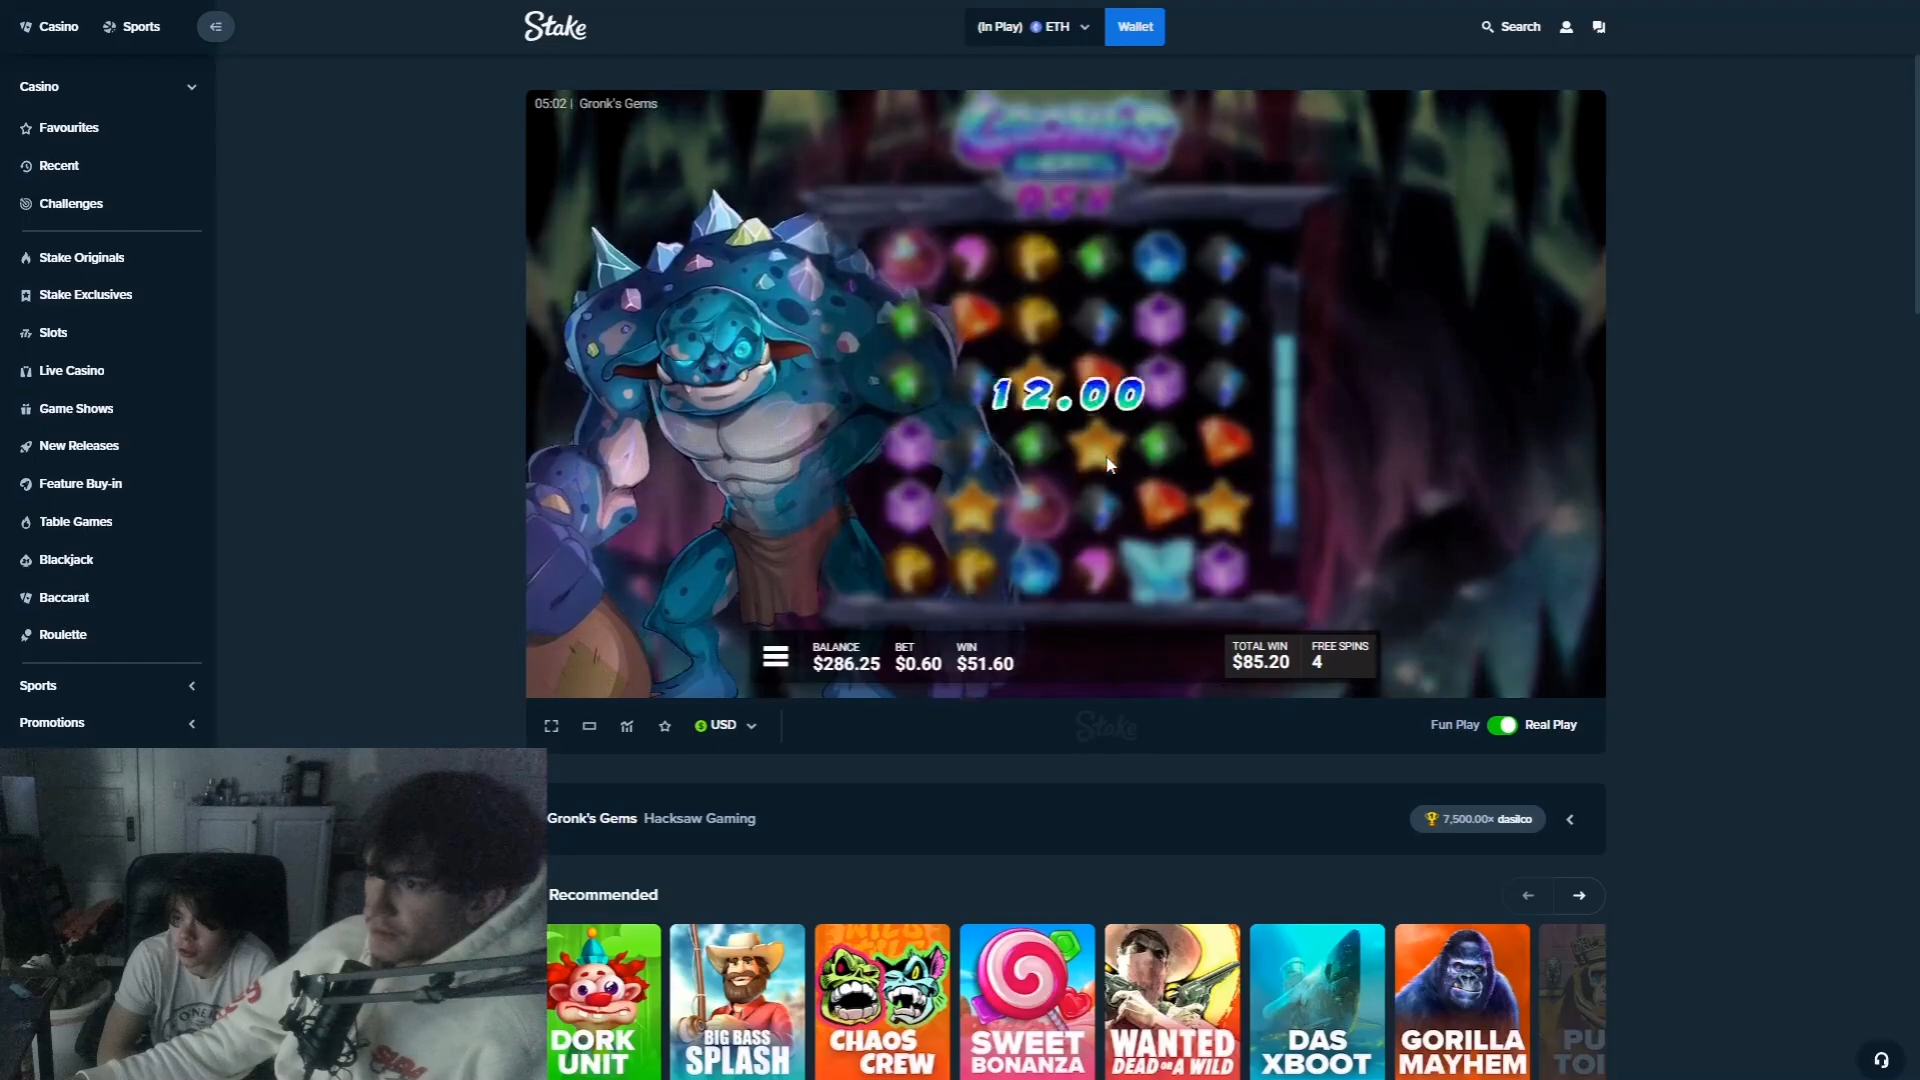 Casino
Sports
Stake
(In Play) ETH
Wallet
Search
Casino
Favourites
Recent
Challenges
Stake Originals
Stake Exclusives
Slots
Live Casino
Game Shows
New Releases
Feature Buy-in
Table Games
Blackjack
Baccarat
Roulette
Sports
Promotions
05:02 | Gronk's Gems
95X
12.00
BALANCE BET WIN
$286.25 $0.60 $51.60
TOTAL WIN FREE SPINS
$85.20 4
USD
Stake
Fun Play Real Play
Gronk's Gems Hacksaw Gaming
7,500.00× dasilco
Recommended
DORK
UNIT
BIG BASS
SPLASH
CHAOS
CREW
SWEET
BONANZA
WANTED
DEAD OR A WILD
DAS
XBOOT
GORILLA
MAYHEM